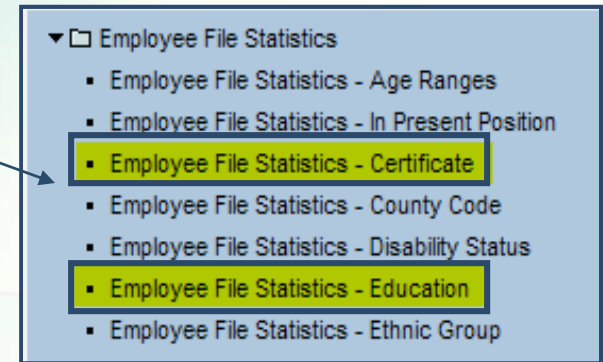 Employee File Statistics
Employee File Statistics - Age Ranges
Employee File Statistics - In Present Position
Employee File Statistics - Certificate
Employee File Statistics - County Code
Employee File Statistics - Disability Status
Employee File Statistics - Education
Employee File Statistics - Ethnic Group